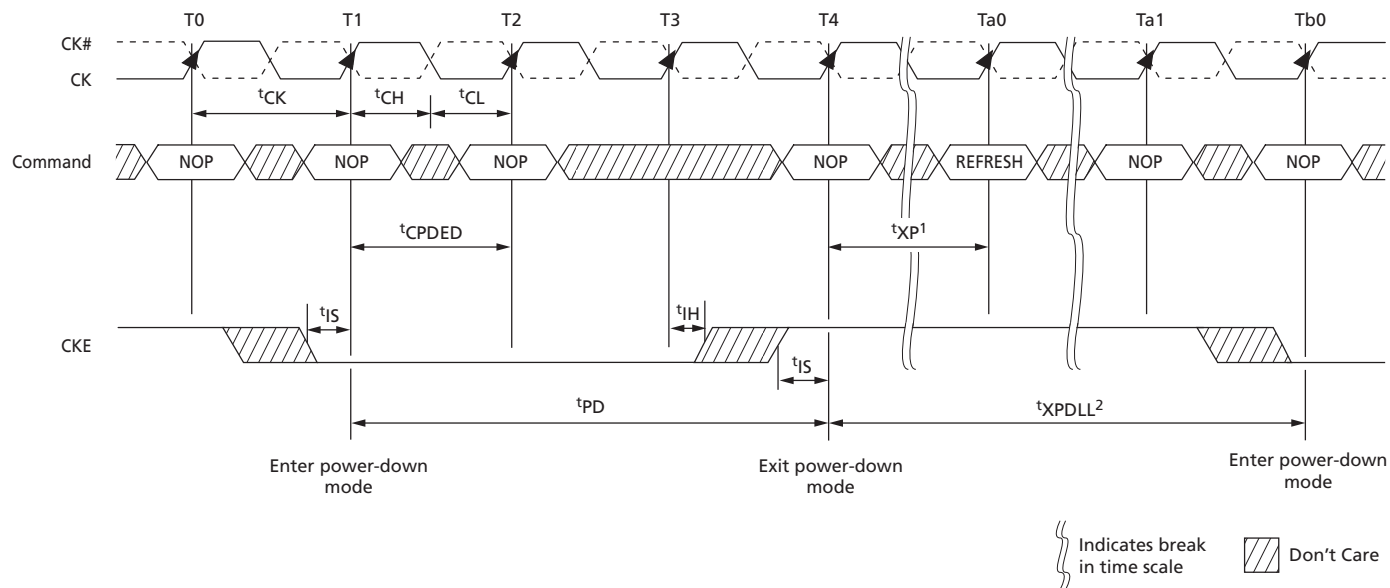 T0 T1 T2 T3 T4 Ta0 Ta1 Tb0
CK#
CK
tCK tCH tCL
Command NOP NOP NOP NOP REFRESH NOP NOP
tCPDED tXP1
tIS tIH
CKE
tIS
tPD tXPDLL2
Enter power-down
mode
Exit power-down
mode
Enter power-down
mode
Indicates break
in time scale
Don't Care